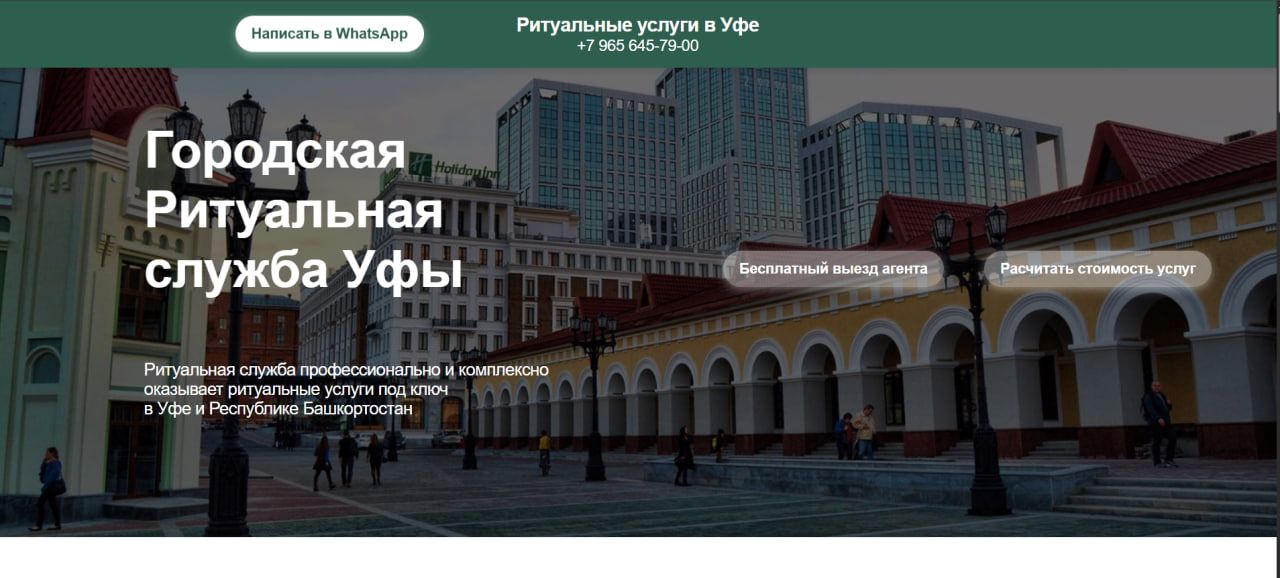 Написать в WhatsApp
Ритуальные услуги в Уфе
+7 965 645-79-00
Городская
Ритуальная
служба Уфы
Holiday Inn
Бесплатный выезд агента
Расчитать стоимость услуг
Ритуальная служба профессионально и комплексно
оказывает ритуальные услуги под ключ
в Уфе и Республике Башкортостан